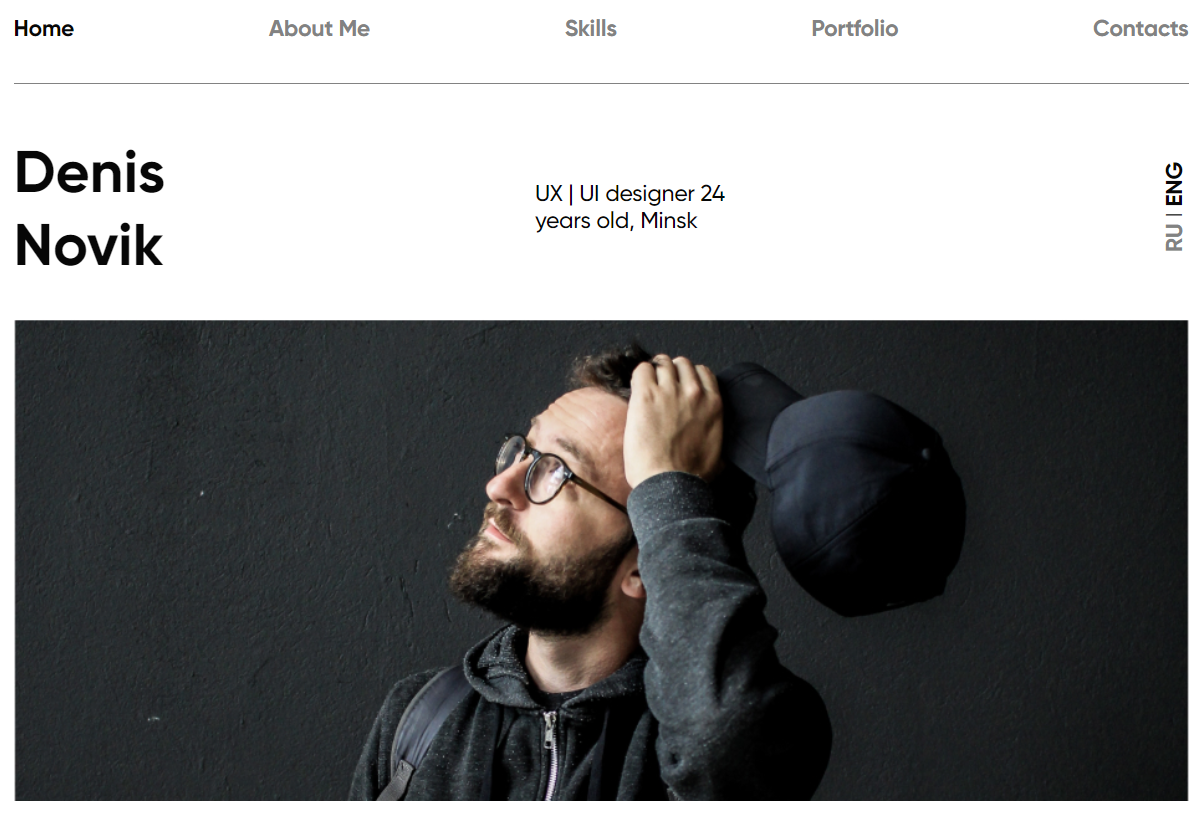 Home About Me Skills Portfolio Contacts
Denis
Novik
UX | UI designer 24
years old, Minsk
RU | ENG